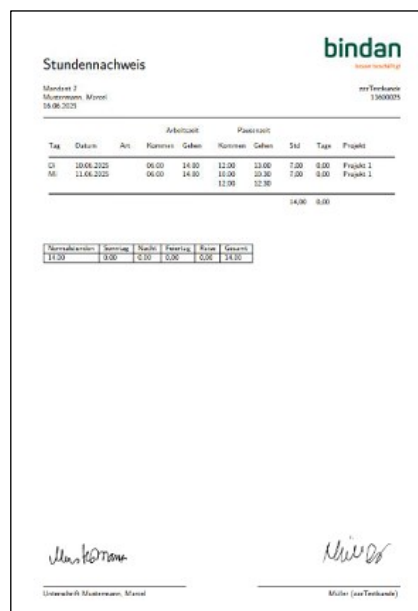 bindan
besser beschäftigt
Stundennachweis
Mandant 2
Mustermann, Marcel
16.06.2025
zzzTestkunde
Arbeitszeit Pausenzeit
Tag Datum Art Kommen Gehen Kommen Gehen Std Tage Projekt
Di 10.06.2025 06:00 14:00 12:00 13:00 7,00 0,00 Projekt 1
Mi 11.06.2025 06:00 14:00 10:00 10:30 7,00 0,00 Projekt 1
12:00 12:30
14,00 0,00
Normalstunden Sonntag Nacht Feiertag Reise Gesamt
14,00 0,00 0,00 0,00 0,00 14,00
Mustermann Müller
Unterschrift Mustermann, Marcel Müller (zzzTestkunde)